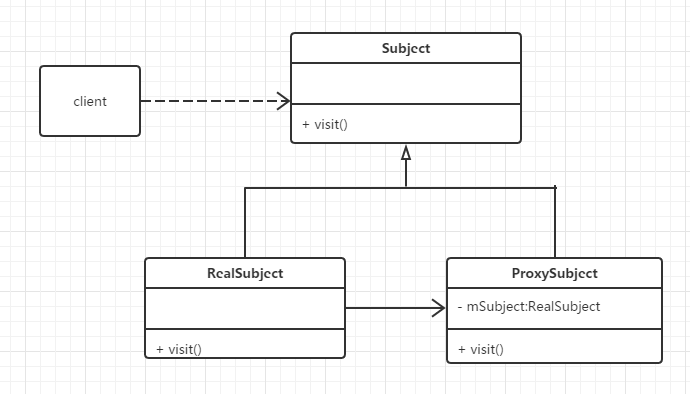 Subject
client
+ visit()
RealSubject
ProxySubject
- mSubject:RealSubject
+ visit()
+ visit()